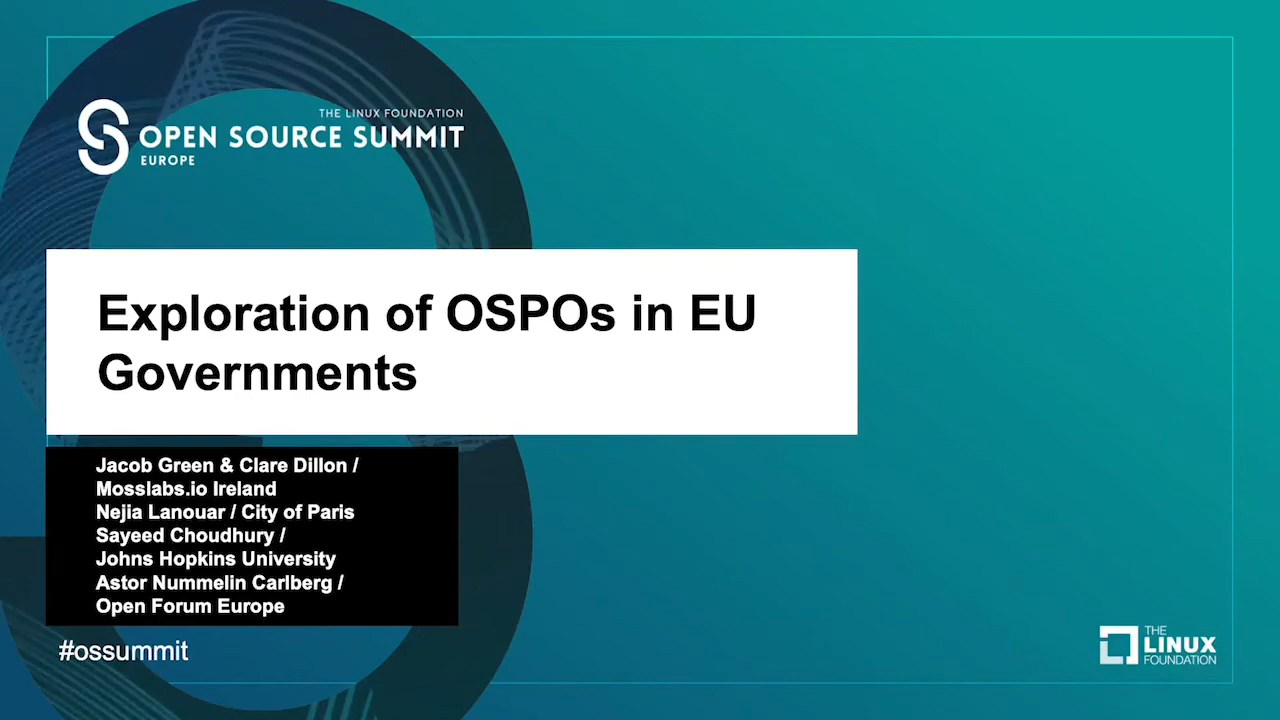 THE LINUX FOUNDATION
OPEN SOURCE SUMMIT
EUROPE
Exploration of OSPOs in EU
Governments
Jacob Green & Clare Dillon /
Mosslabs.io Ireland
Nejia Lanouar / City of Paris
Sayeed Choudhury /
Johns Hopkins University
Astor Nummelin Carlberg /
Open Forum Europe
#ossummit
THE
LINUX
FOUNDATION